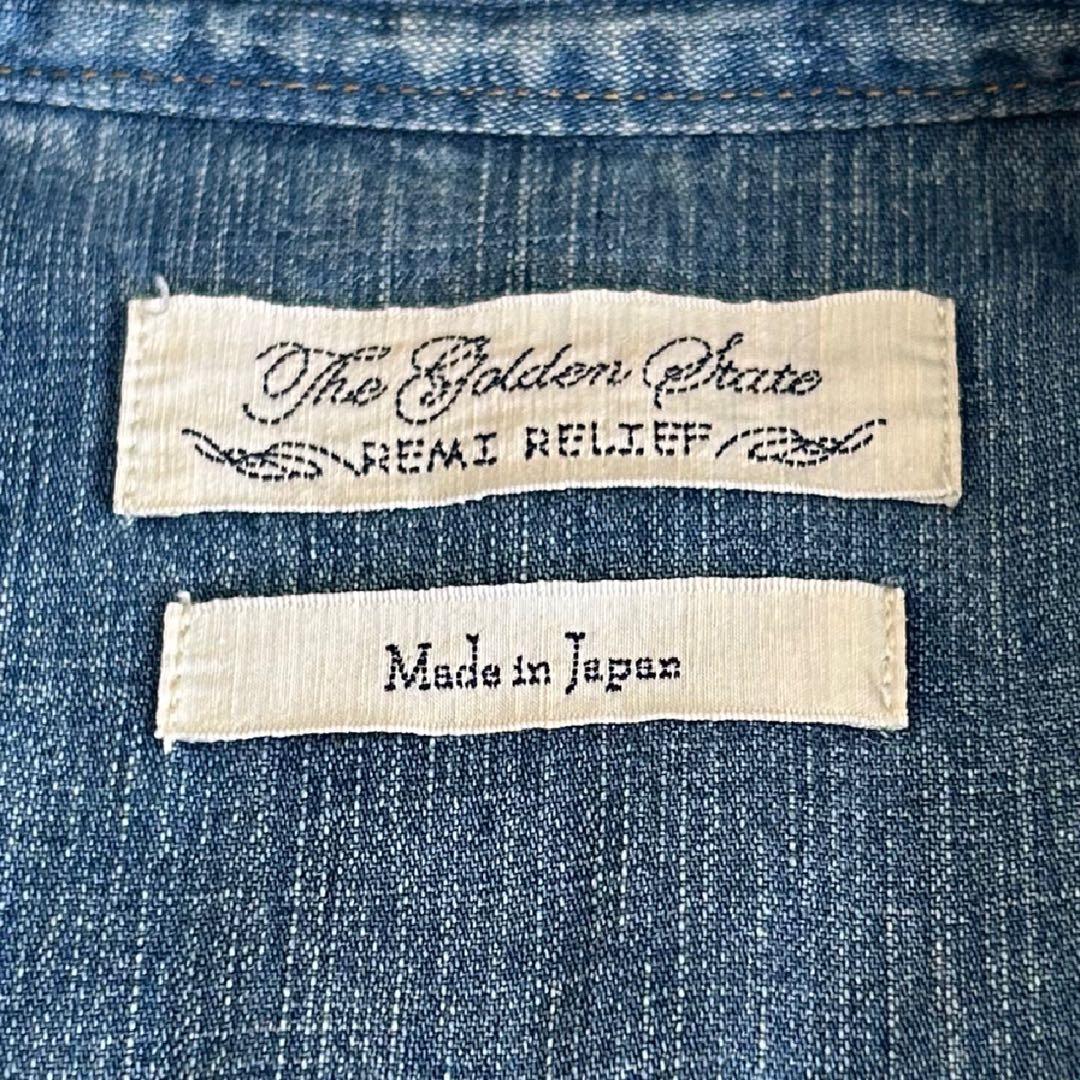 The Golden State
REMI RELIEF
Made in Japan